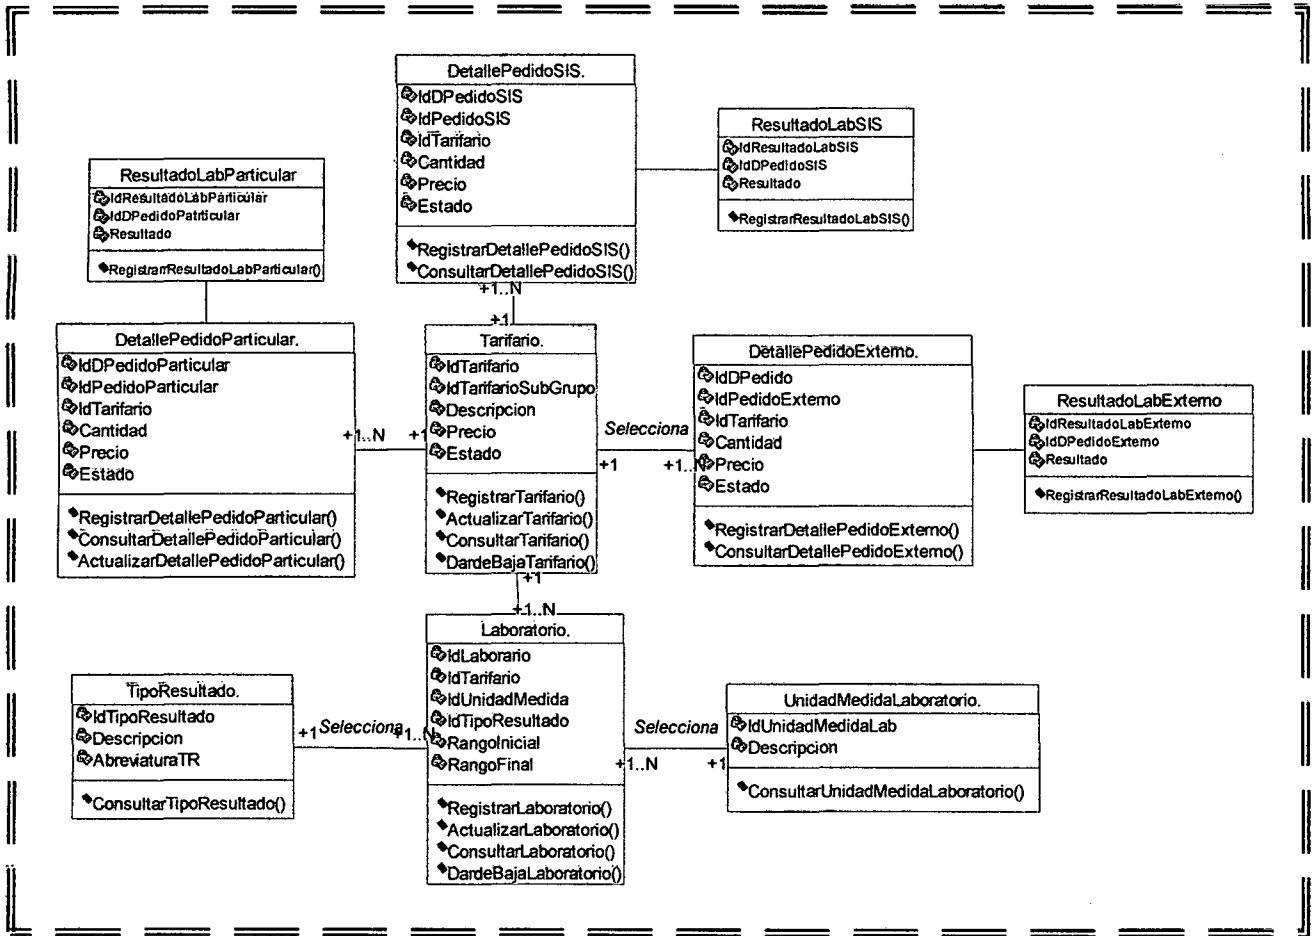 DetallePedidoSIS.
IdDPedidoSIS
IdPedidoSIS
IdTarifario
Cantidad
Precio
Estado
RegistrarDetallePedidoSIS()
ConsultarDetallePedidoSIS()
+1..N
+1
ResultadoLabSIS
IdResultadoLabSIS
IdDPedidoSIS
Resultado
RegistrarResultadoLabSIS()
ResultadoLabParticular
IdResultadoLabParticular
IdDPedidoPatrticular
Resultado
RegistrarResultadoLabParticular()
DetallePedidoParticular.
IdDPedidoParticular
IdPedidoParticular
IdTarifario
Cantidad
Precio
Estado
RegistrarDetallePedidoParticular()
ConsultarDetallePedidoParticular()
ActualizarDetallePedidoParticular()
+1..N
+1
Tarifario.
IdTarifario
IdTarifarioSubGrupo
Descripcion
Precio
Estado
RegistrarTarifario()
ActualizarTarifario()
ConsultarTarifario()
DardeBajaTarifario()
Selecciona
+1
+1..N
DetallePedidoExterno.
IdDPedido
IdPedidoExterno
IdTarifario
Cantidad
Precio
Estado
RegistrarDetallePedidoExterno()
ConsultarDetallePedidoExterno()
ResultadoLabExterno
IdResultadoLabExterno
IdDPedidoExterno
Resultado
RegistrarResultadoLabExterno()
+1
+1..N
Laboratorio.
IdLaborario
IdTarifario
IdUnidadMedida
IdTipoResultado
RangoInicial
RangoFinal
RegistrarLaboratorio()
ActualizarLaboratorio()
ConsultarLaboratorio()
DardeBajaLaboratorio()
TipoResultado.
IdTipoResultado
Descripcion
AbreviaturaTR
ConsultarTipoResultado()
+1 Selecciona +1..N
Selecciona
+1..N
+1
UnidadMedidaLaboratorio.
IdUnidadMedidaLab
Descripcion
ConsultarUnidadMedidaLaboratorio()